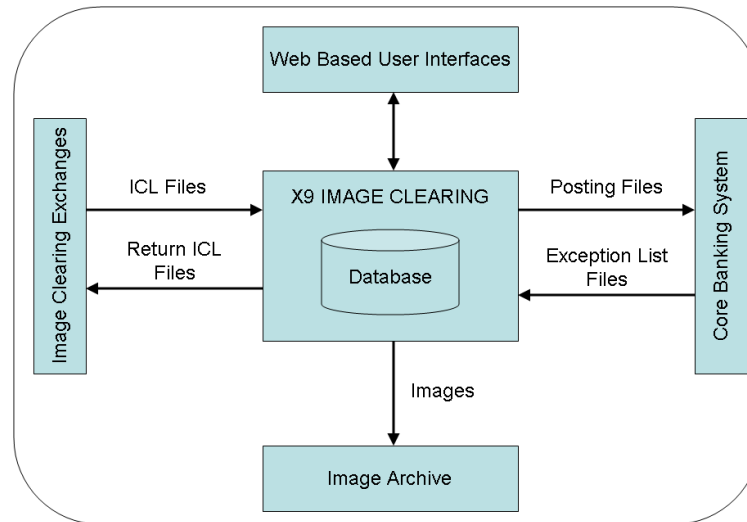 Web Based User Interfaces
Image Clearing Exchanges
ICL Files
Return ICL
Files
X9 IMAGE CLEARING
Database
Posting Files
Exception List
Files
Core Banking System
Images
Image Archive